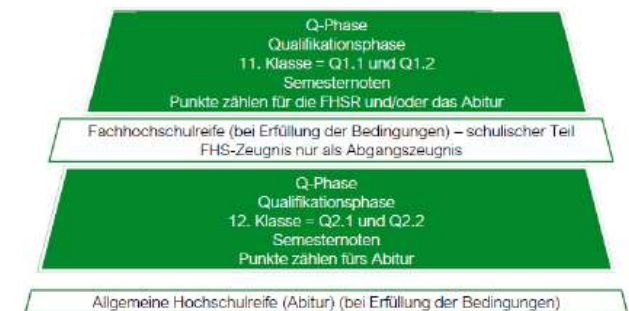 Q-Phase
Qualifikationsphase
11. Klasse = Q1.1 und Q1.2
Semesternoten
Punkte zählen für die FHSR und/oder das Abitur
Fachhochschulreife (bei Erfüllung der Bedingungen) – schulischer Teil
FHS-Zeugnis nur als Abgangszeugnis
Q-Phase
Qualifikationsphase
12. Klasse = Q2.1 und Q2.2
Semesternoten
Punkte zählen fürs Abitur
Allgemeine Hochschulreife (Abitur) (bei Erfüllung der Bedingungen)